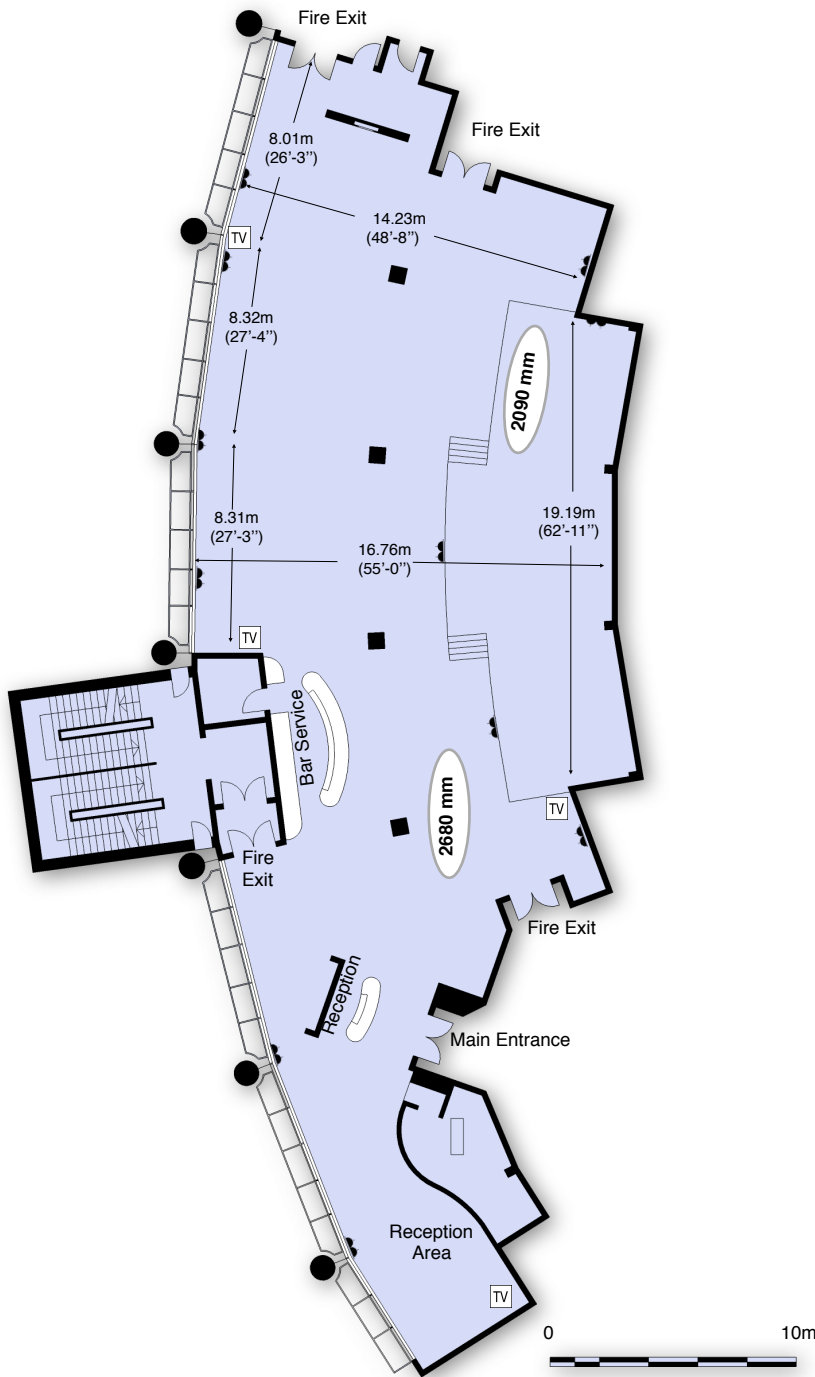 Fire Exit
Fire Exit
8.01m
(26’-3’’)
14.23m
(48’-8’’)
TV
8.32m
(27’-4’’)
2090 mm
8.31m
(27’-3’’)
19.19m
(62’-11’’)
16.76m
(55’-0’’)
TV
Bar Service
2680 mm
TV
Fire
Exit
Fire Exit
Reception
Main Entrance
Reception
Area
TV
0
10m